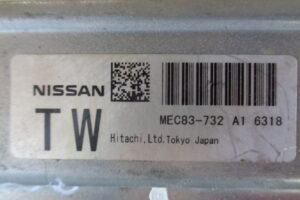 NISSAN
TW
MEC83-732 A1 6318
Hitachi,Ltd.Tokyo Japan